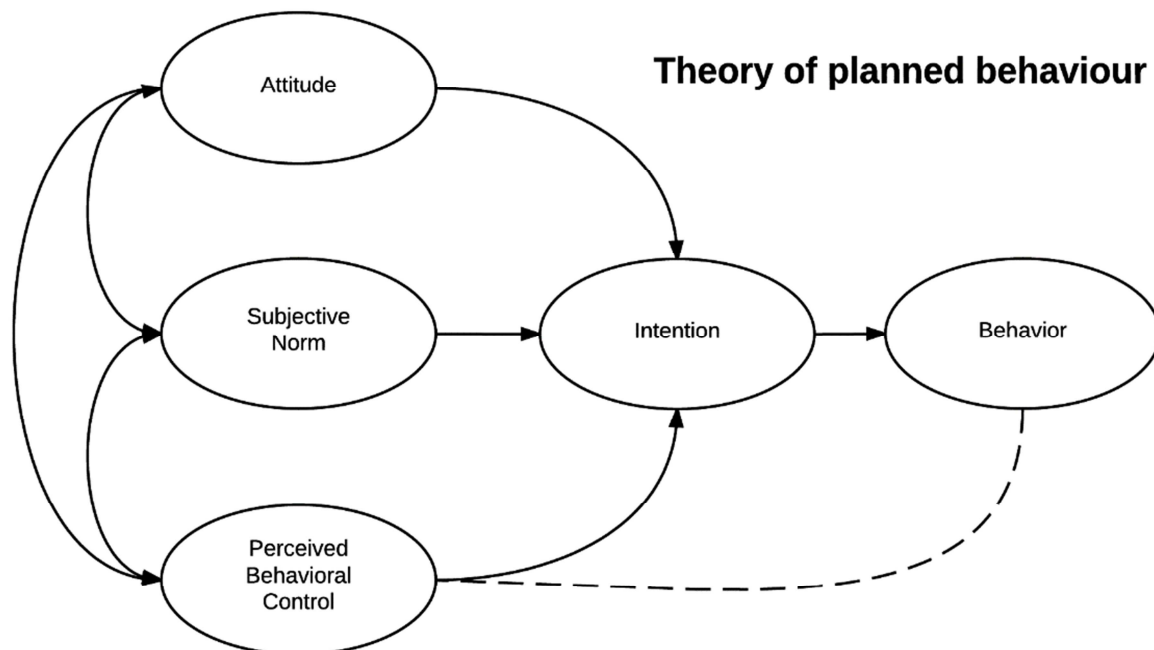 Theory of planned behaviour
Attitude
Subjective
Norm
Intention
Behavior
Perceived
Behavioral
Control